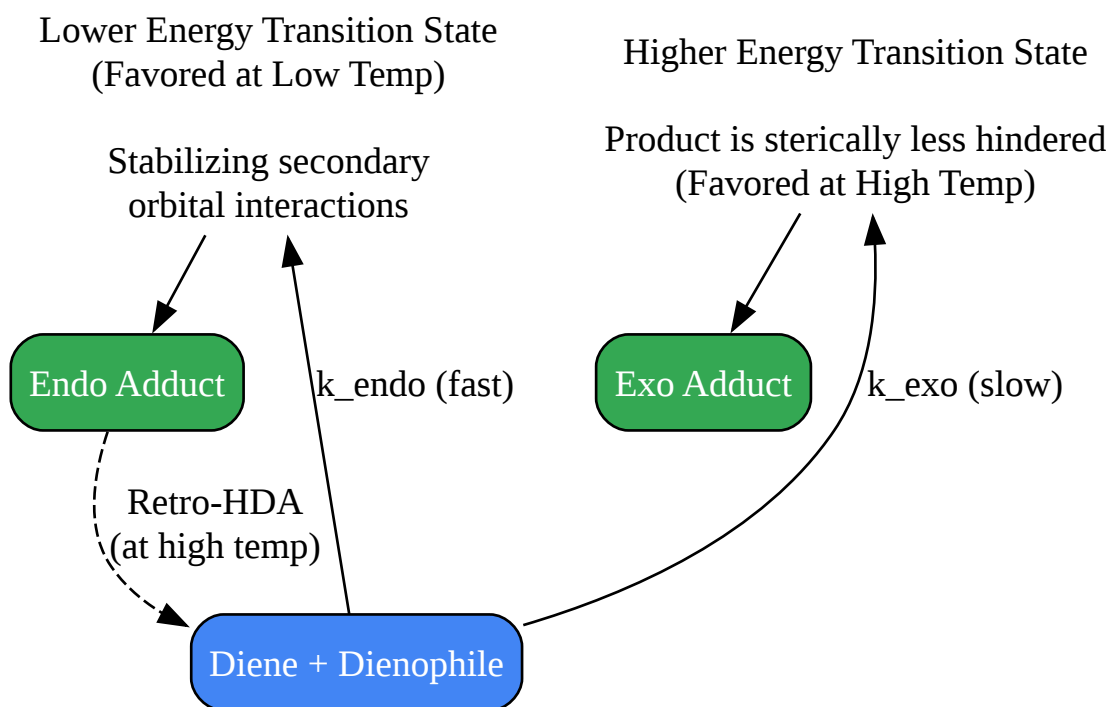 Lower Energy Transition State
(Favored at Low Temp)
Higher Energy Transition State
Stabilizing secondary
orbital interactions
Product is sterically less hindered
(Favored at High Temp)
Endo Adduct
k_endo (fast)
Exo Adduct
k_exo (slow)
Retro-HDA
(at high temp)
Diene + Dienophile